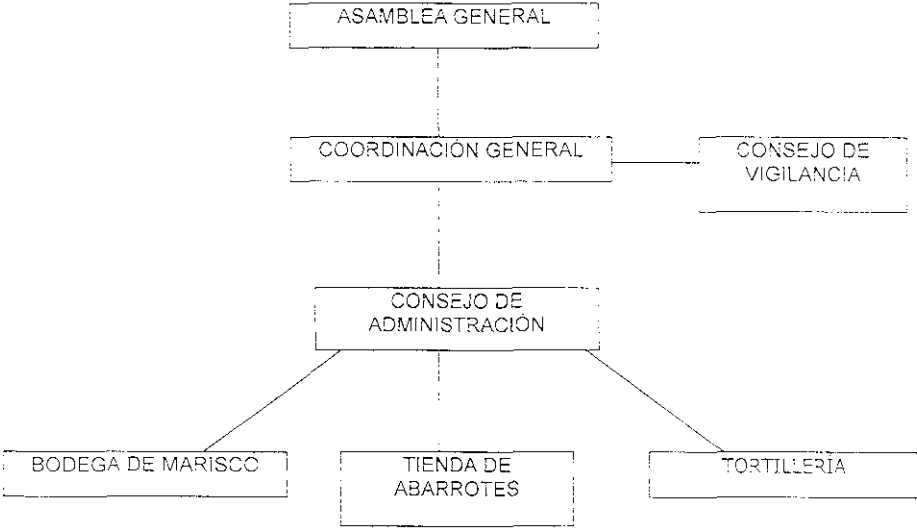 ASAMBLEA GENERAL
COORDINACIÓN GENERAL
CONSEJO DE
VIGILANCIA
CONSEJO DE
ADMINISTRACIÓN
BODEGA DE MARISCO
TIENDA DE
ABARROTES
TORTILLERÍA